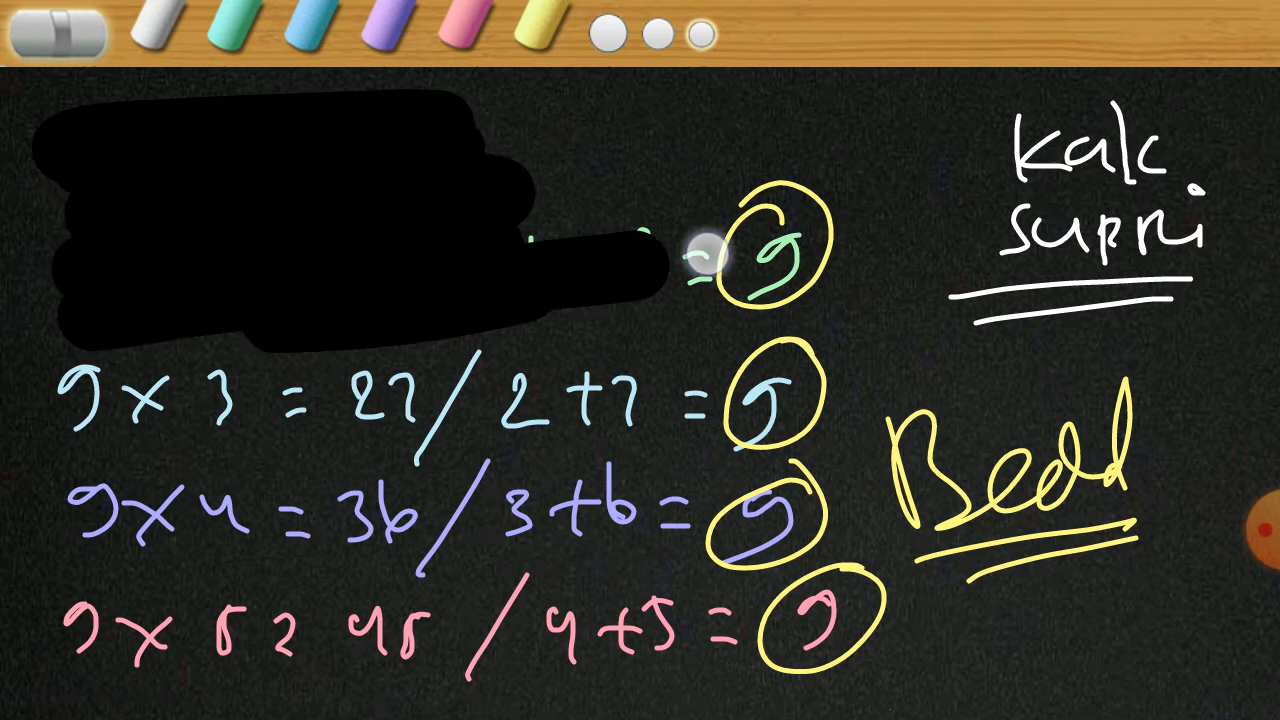 = 9
9 x 3 = 27 / 2 + 7 = 9
9 x 4 = 36 / 3 + 6 = 9
9 x 5 = 45 / 4 + 5 = 9
kalc
supri